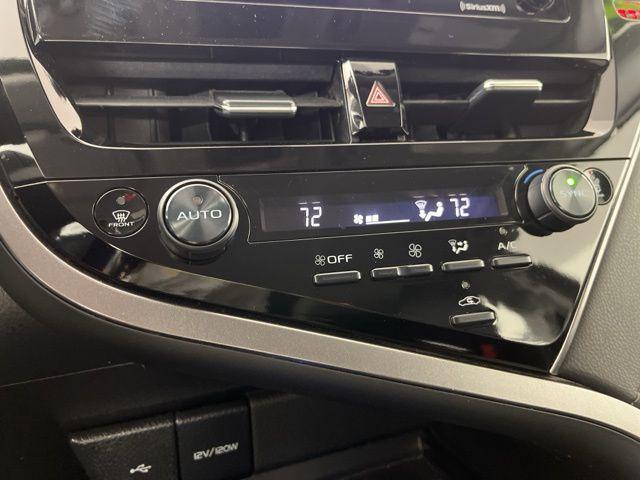 SiriusXM
FRONT
AUTO
72
72
SYNC
OFF
A/C
12V/120W